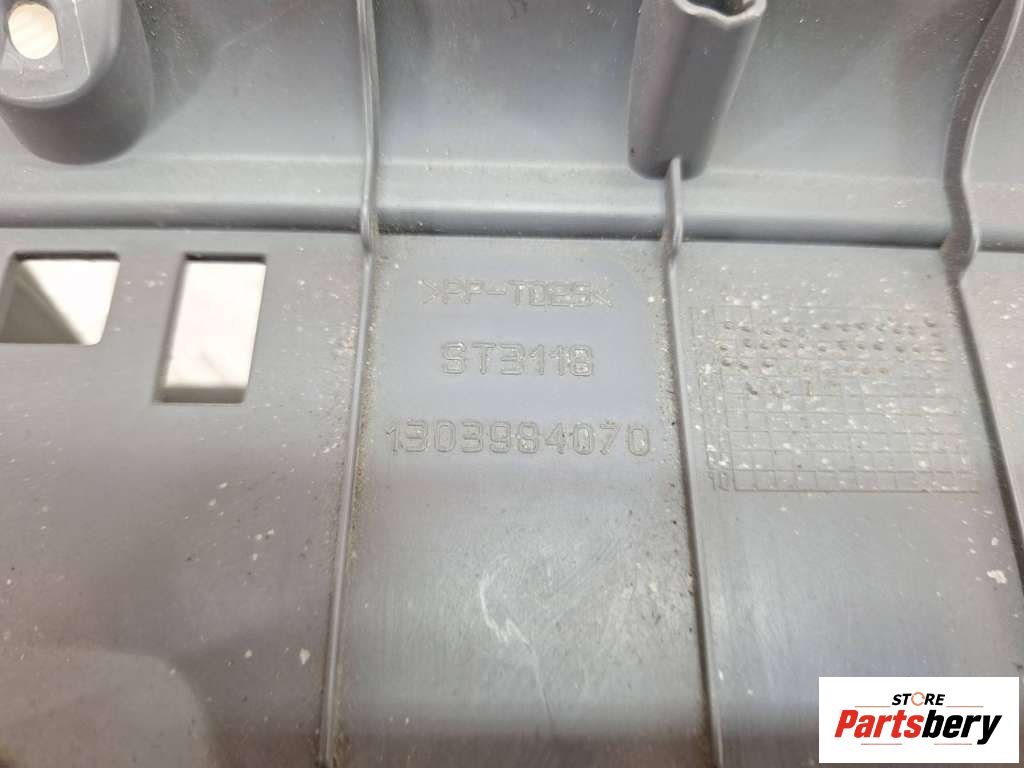 >PP-TD25<
ST3118
1303984070
STORE
Partsbery